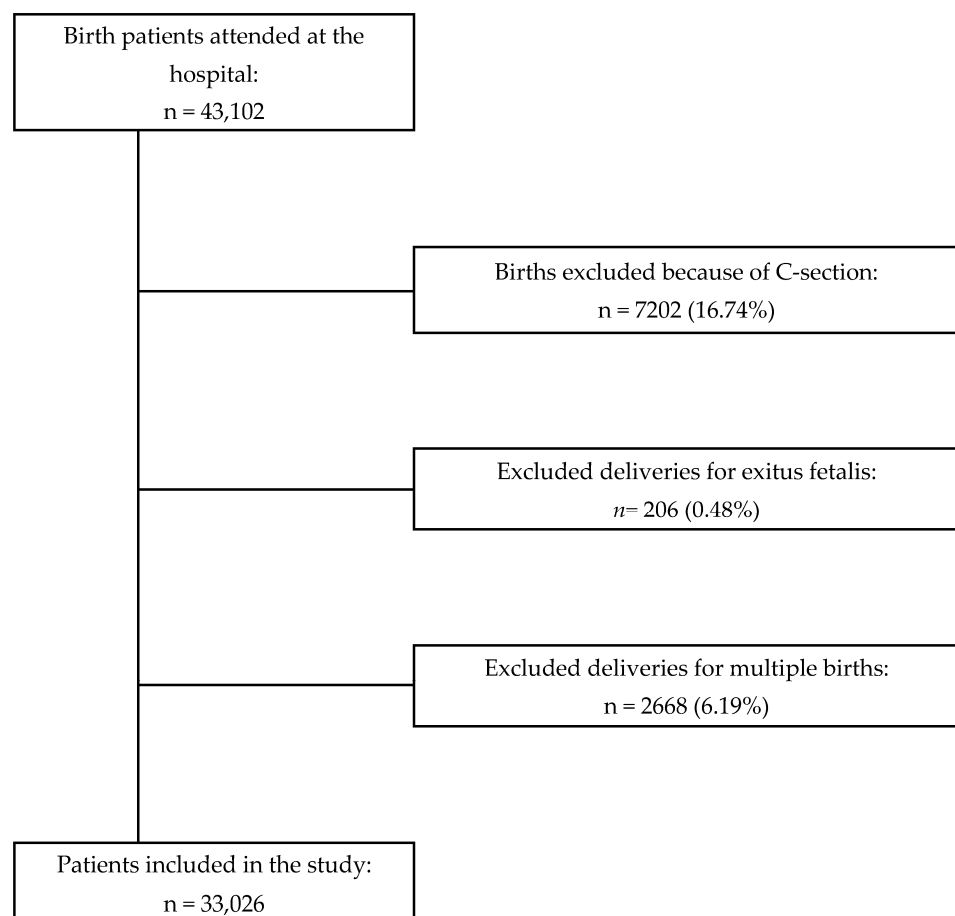 Birth patients attended at the
hospital:
n = 43,102
Births excluded because of C-section:
n = 7202 (16.74%)
Excluded deliveries for exitus fetalis:
n= 206 (0.48%)
Excluded deliveries for multiple births:
n = 2668 (6.19%)
Patients included in the study:
n = 33,026